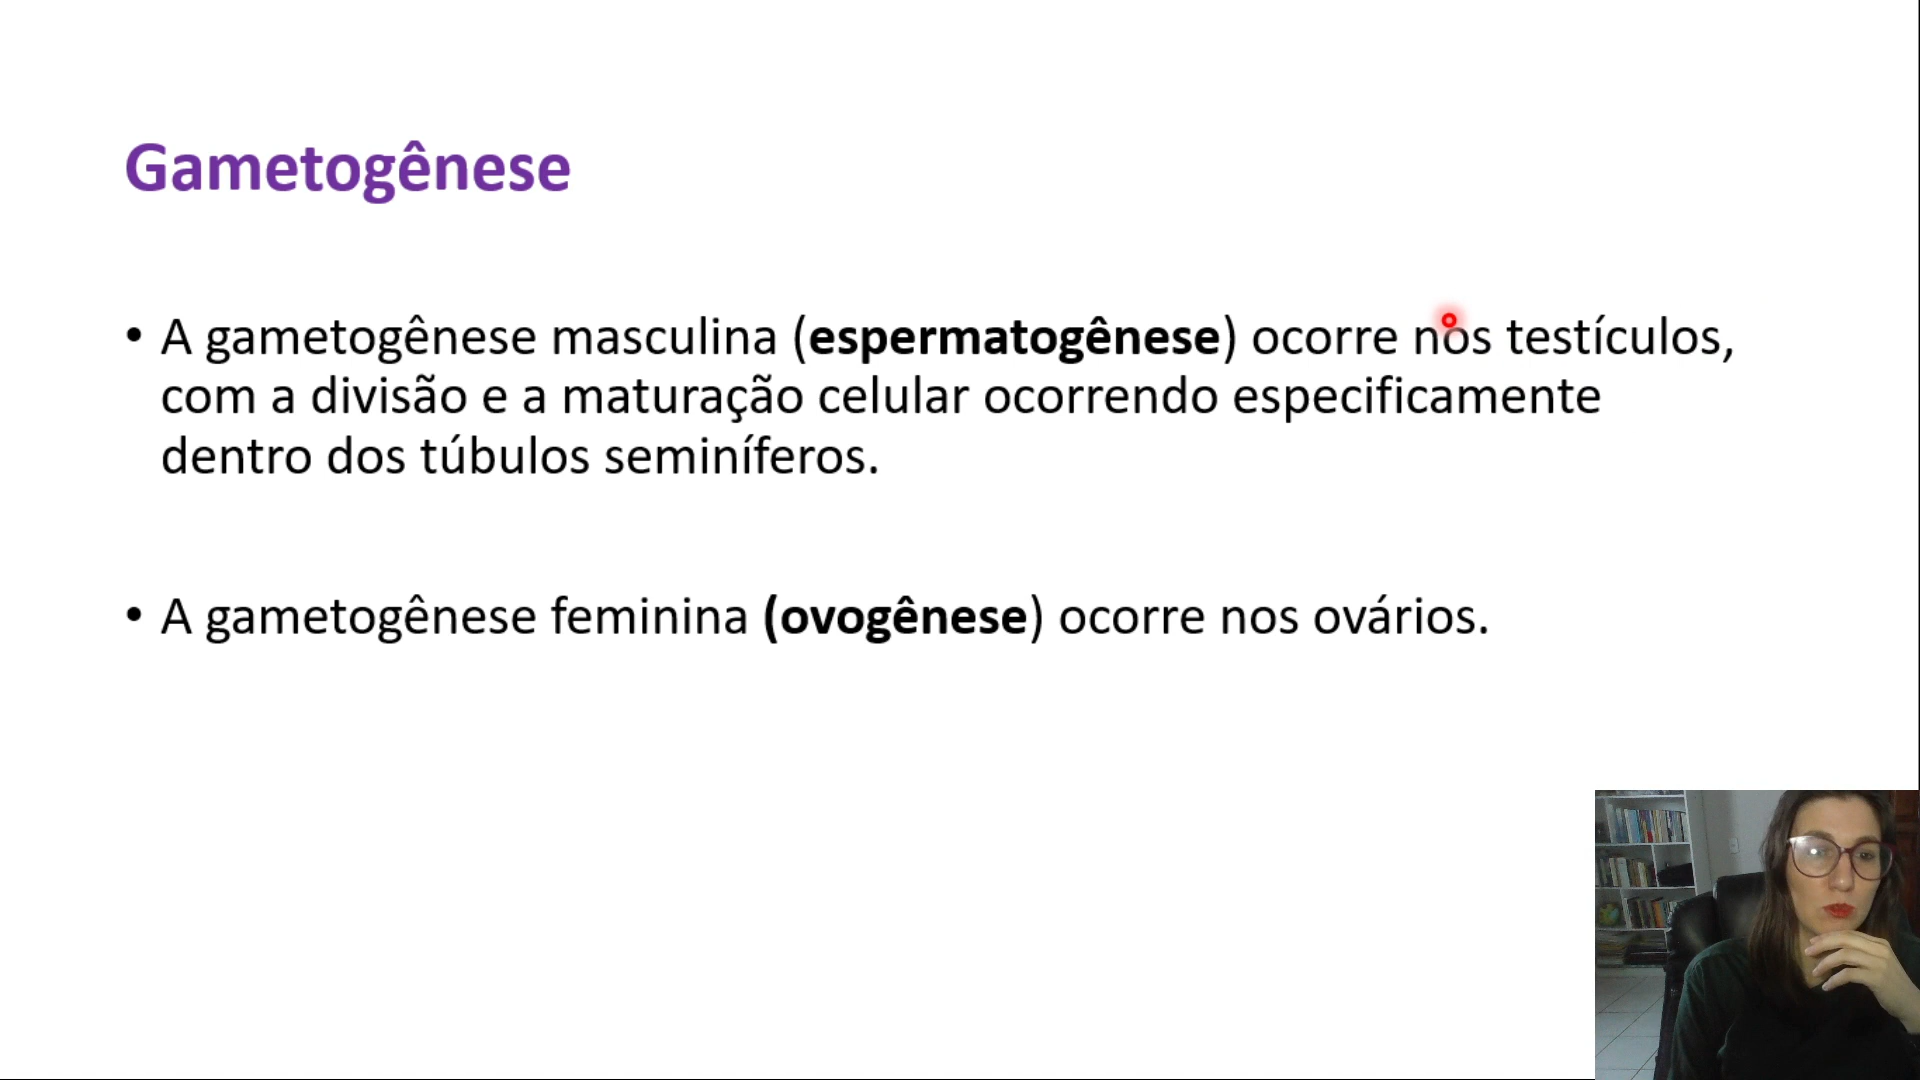 Gametogênese
• A gametogênese masculina (espermatogênese) ocorre nos testículos,
com a divisão e a maturação celular ocorrendo especificamente
dentro dos túbulos seminíferos.
• A gametogênese feminina (ovogênese) ocorre nos ovários.